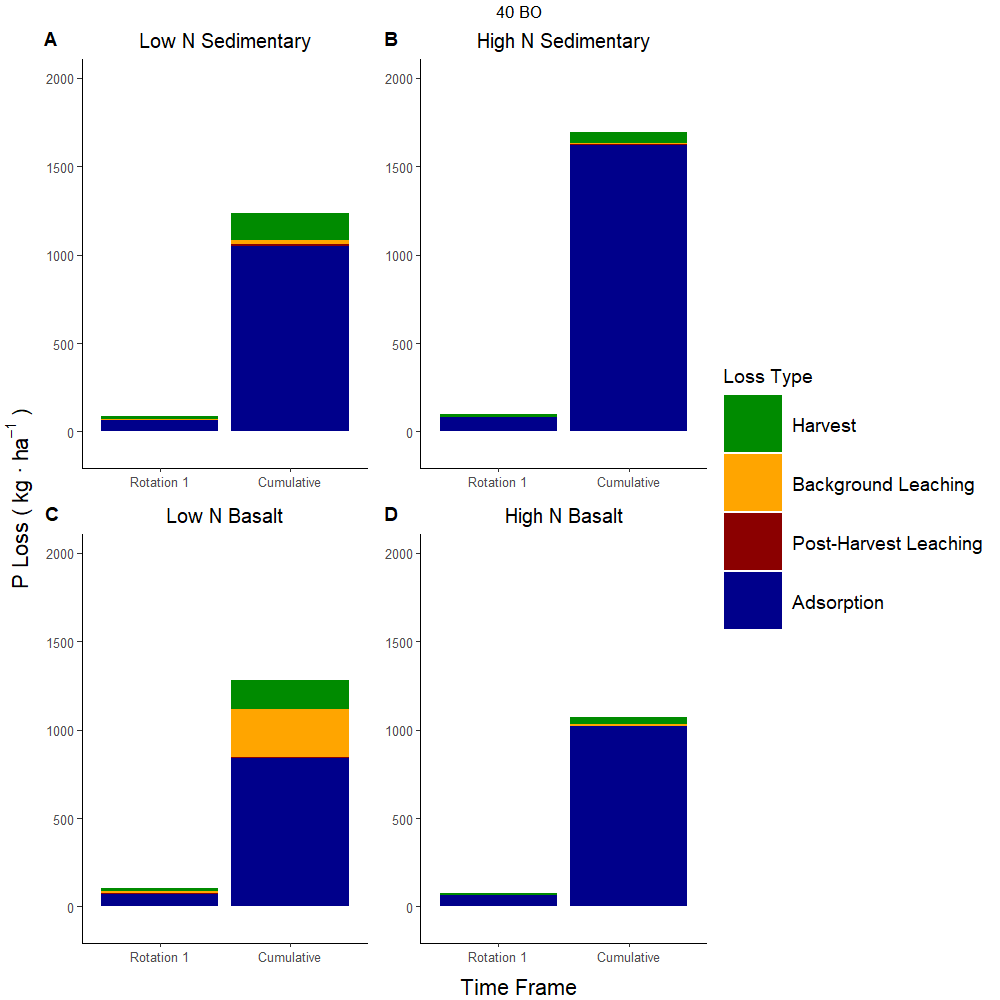 40 BO
A Low N Sedimentary
B High N Sedimentary
2000
1500
1000
500
0
Rotation 1 Cumulative
2000
1500
1000
500
0
Rotation 1 Cumulative
C Low N Basalt
D High N Basalt
2000
1500
1000
500
0
Rotation 1 Cumulative
2000
1500
1000
500
0
Rotation 1 Cumulative
P Loss ( kg · ha⁻¹ )
Time Frame
Loss Type
Harvest
Background Leaching
Post-Harvest Leaching
Adsorption